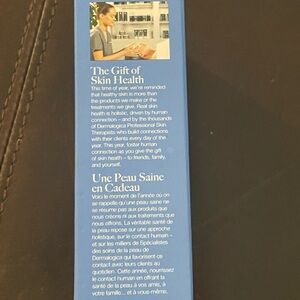 The Gift of
Skin Health
This time of year, we're reminded
that healthy skin is more than
the products we make or the
treatments we give. Real skin
health is holistic, driven by human
connection – and by the thousands
of Dermalogica Professional Skin
Therapists who build connections
with their clients every day of the
year. This year, foster human
connection as you give the gift
of skin health – to friends, family,
and yourself.
Une Peau Saine
en Cadeau
Voici le moment de l'année où on
se rappelle qu'une peau saine ne
se résume pas aux produits que
nous créons ni aux traitements que
nous offrons. La véritable santé de
la peau repose sur une approche
holistique, sur le contact humain –
et sur les milliers de Spécialistes
des soins de la peau de
Dermalogica qui favorisent ce
contact avec leurs clients au
quotidien. Cette année, nourrissez
le contact humain en offrant la
santé de la peau à vos amis, à
votre famille... et à vous-même.